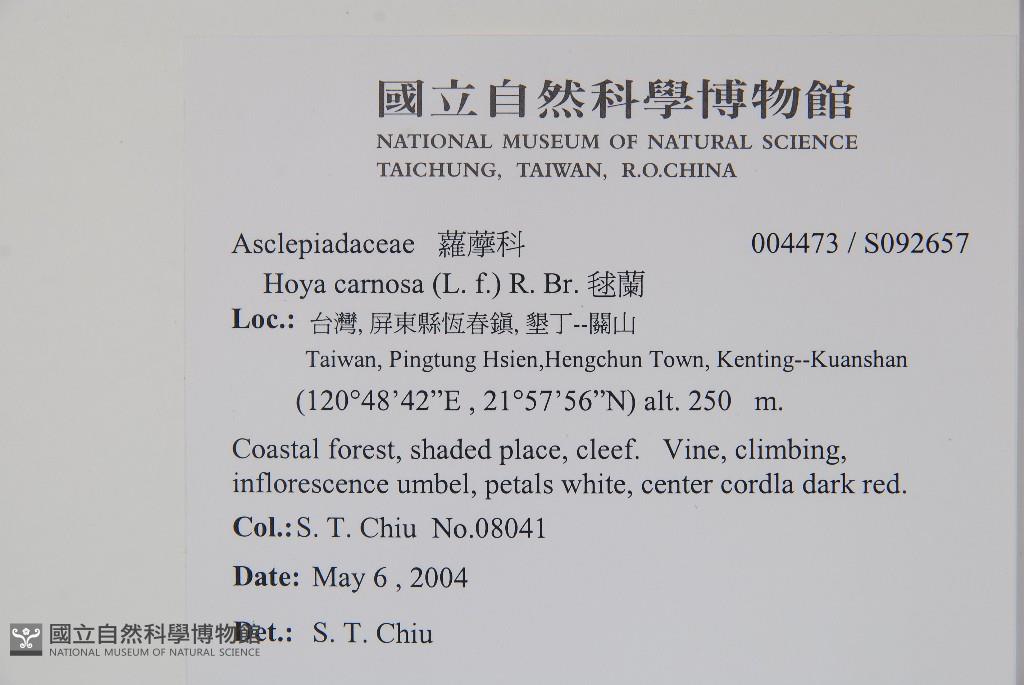 國立自然科學博物館
NATIONAL MUSEUM OF NATURAL SCIENCE
TAICHUNG, TAIWAN, R.O.CHINA
Asclepiadaceae 蘿藦科 004473 / S092657
Hoya carnosa (L. f.) R. Br. 毬蘭
Loc.: 台灣, 屏東縣恆春鎮, 墾丁--關山
Taiwan, Pingtung Hsien,Hengchun Town, Kenting--Kuanshan
(120°48’42”E , 21°57’56”N) alt. 250 m.
Coastal forest, shaded place, cleef. Vine, climbing,
inflorescence umbel, petals white, center cordla dark red.
Col.: S. T. Chiu No.08041
Date: May 6 , 2004
Det.: S. T. Chiu
國立自然科學博物館
NATIONAL MUSEUM OF NATURAL SCIENCE